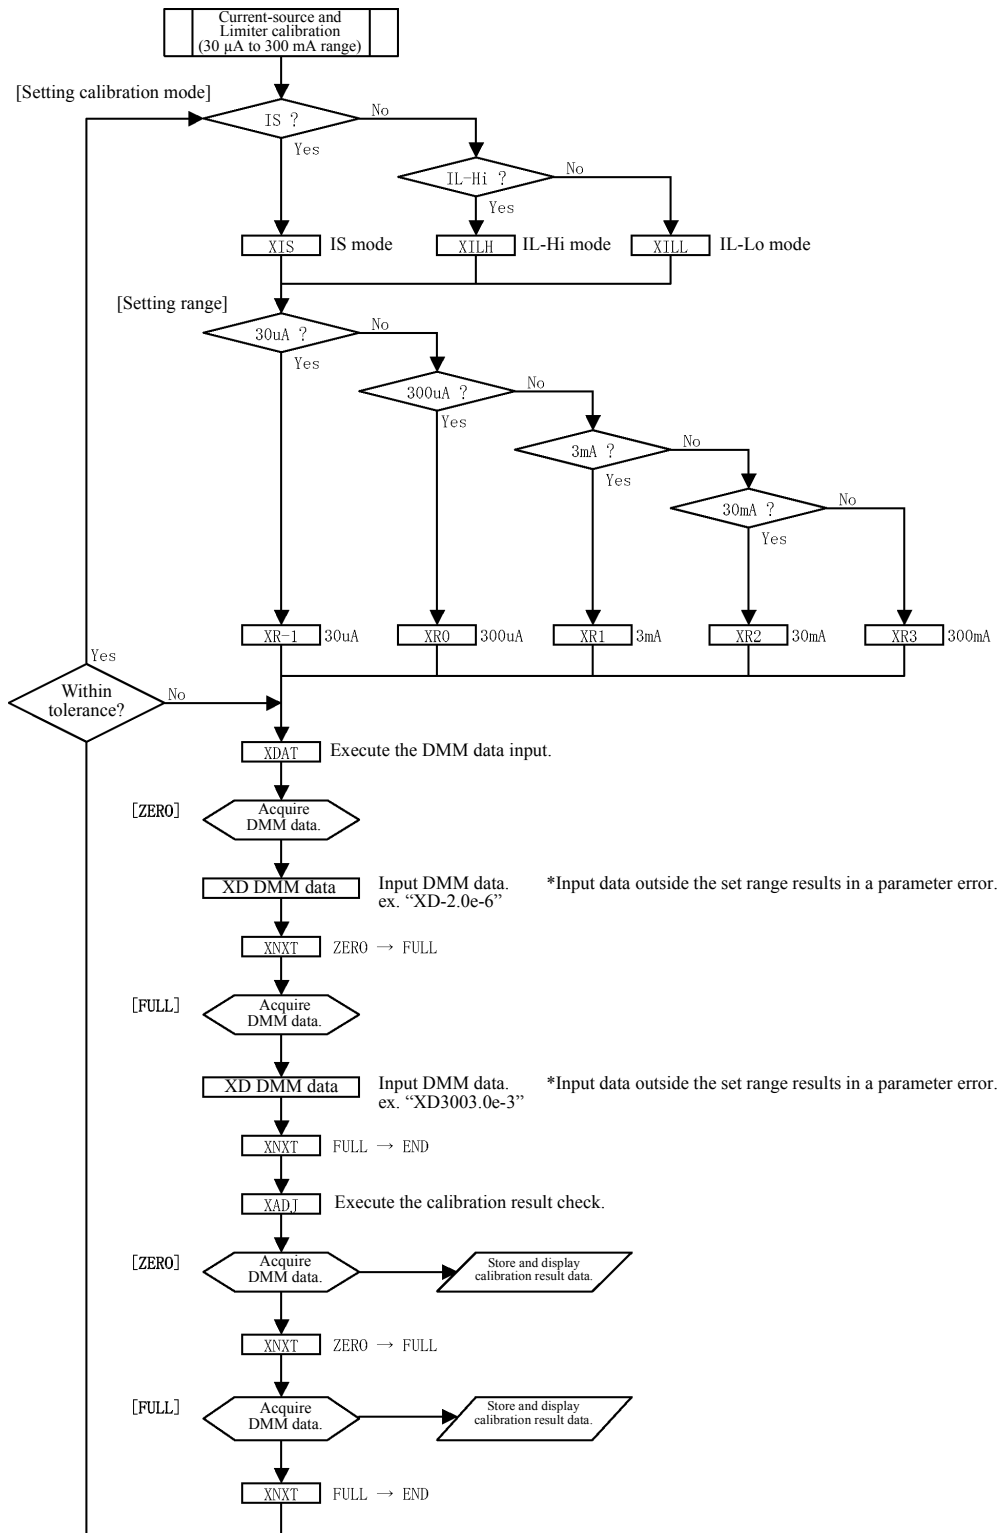 Current-source and
Limiter calibration
(30 μA to 300 mA range)
[Setting calibration mode]
IS ?
No
Yes
IL-Hi ?
No
Yes
XIS
IS mode
XILH
IL-Hi mode
XILL
IL-Lo mode
[Setting range]
30uA ?
No
Yes
300uA ?
No
Yes
3mA ?
No
Yes
30mA ?
No
Yes
XR-1
30uA
XR0
300uA
XR1
3mA
XR2
30mA
XR3
300mA
Yes
Within
tolerance?
No
XDAT
Execute the DMM data input.
[ZERO]
Acquire
DMM data.
XD DMM data
Input DMM data.
ex. “XD-2.0e-6”
*Input data outside the set range results in a parameter error.
XNXT
ZERO → FULL
[FULL]
Acquire
DMM data.
XD DMM data
Input DMM data.
ex. “XD3003.0e-3”
*Input data outside the set range results in a parameter error.
XNXT
FULL → END
XADJ
Execute the calibration result check.
[ZERO]
Acquire
DMM data.
Store and display
calibration result data.
XNXT
ZERO → FULL
[FULL]
Acquire
DMM data.
Store and display
calibration result data.
XNXT
FULL → END